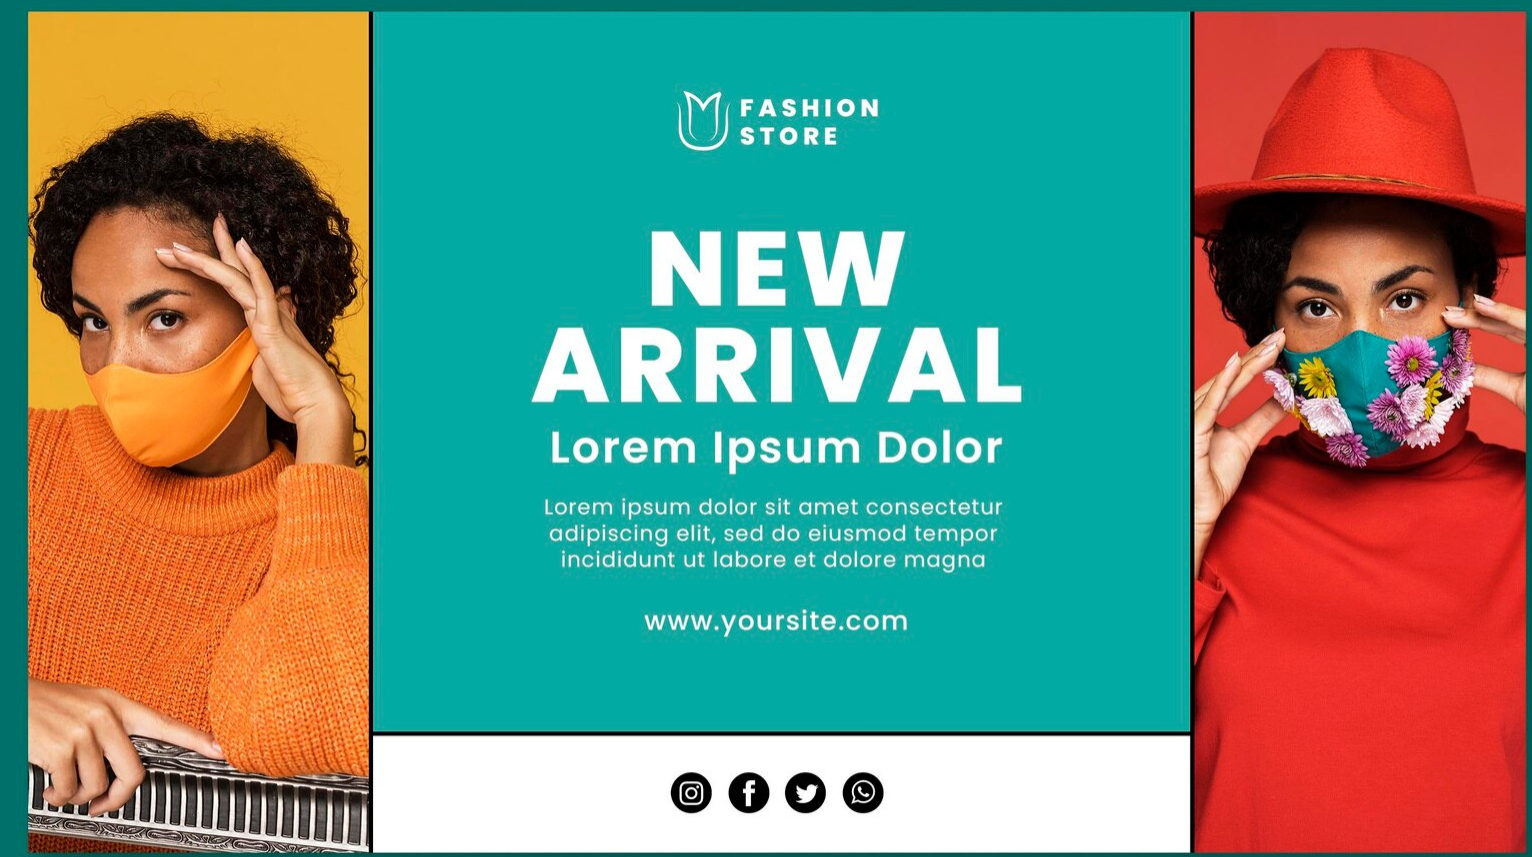 FASHION
STORE
NEW
ARRIVAL
Lorem Ipsum Dolor
Lorem ipsum dolor sit amet consectetur
adipiscing elit, sed do eiusmod tempor
incididunt ut labore et dolore magna
www.yoursite.com